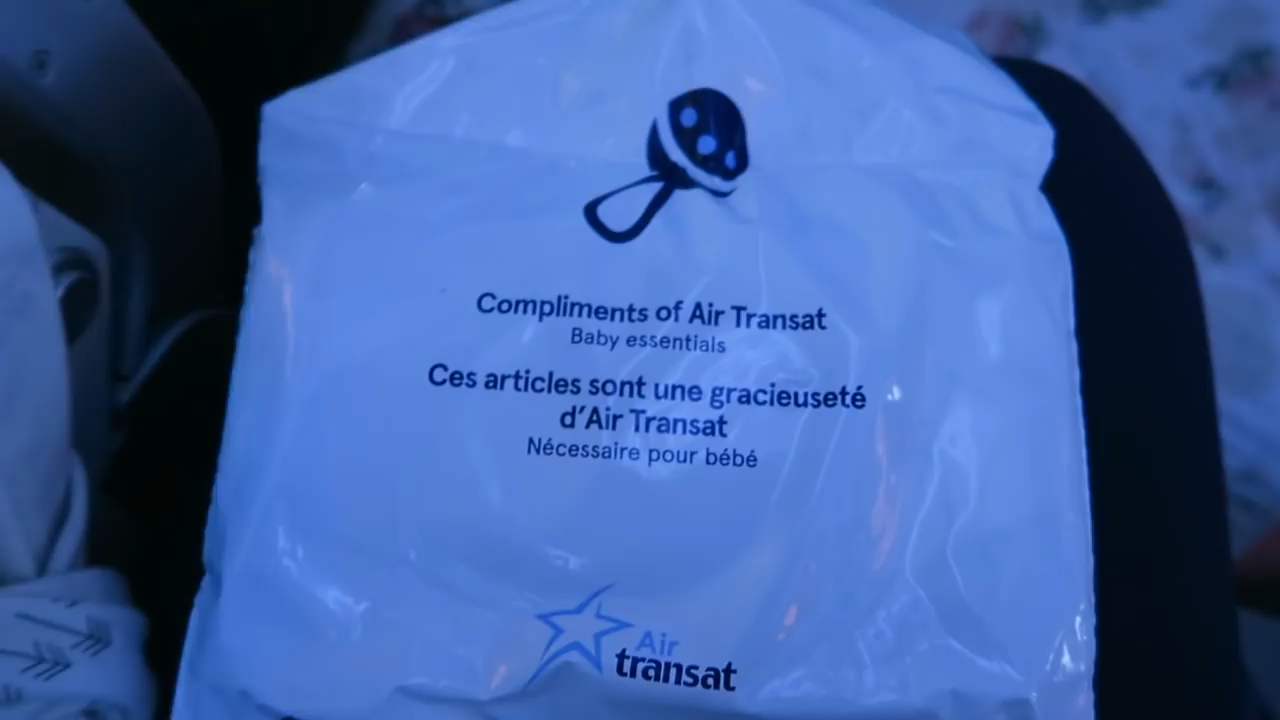 Compliments of Air Transat
Baby essentials
Ces articles sont une gracieuseté
d'Air Transat
Nécessaire pour bébé
Air
transat